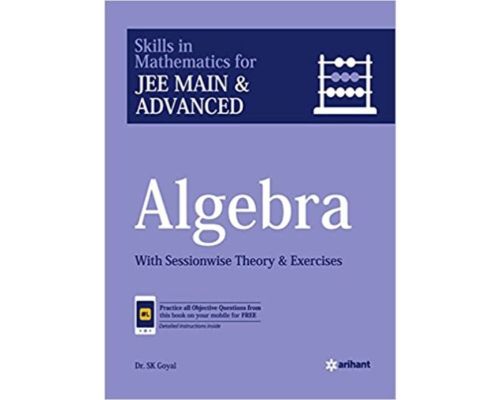 Skills in
Mathematics for
JEE MAIN &
ADVANCED
Algebra
With Sessionwise Theory & Exercises
Practice all Objective Questions from
this book on your mobile for FREE
Detailed Instructions inside
Dr. SK Goyal
arihant